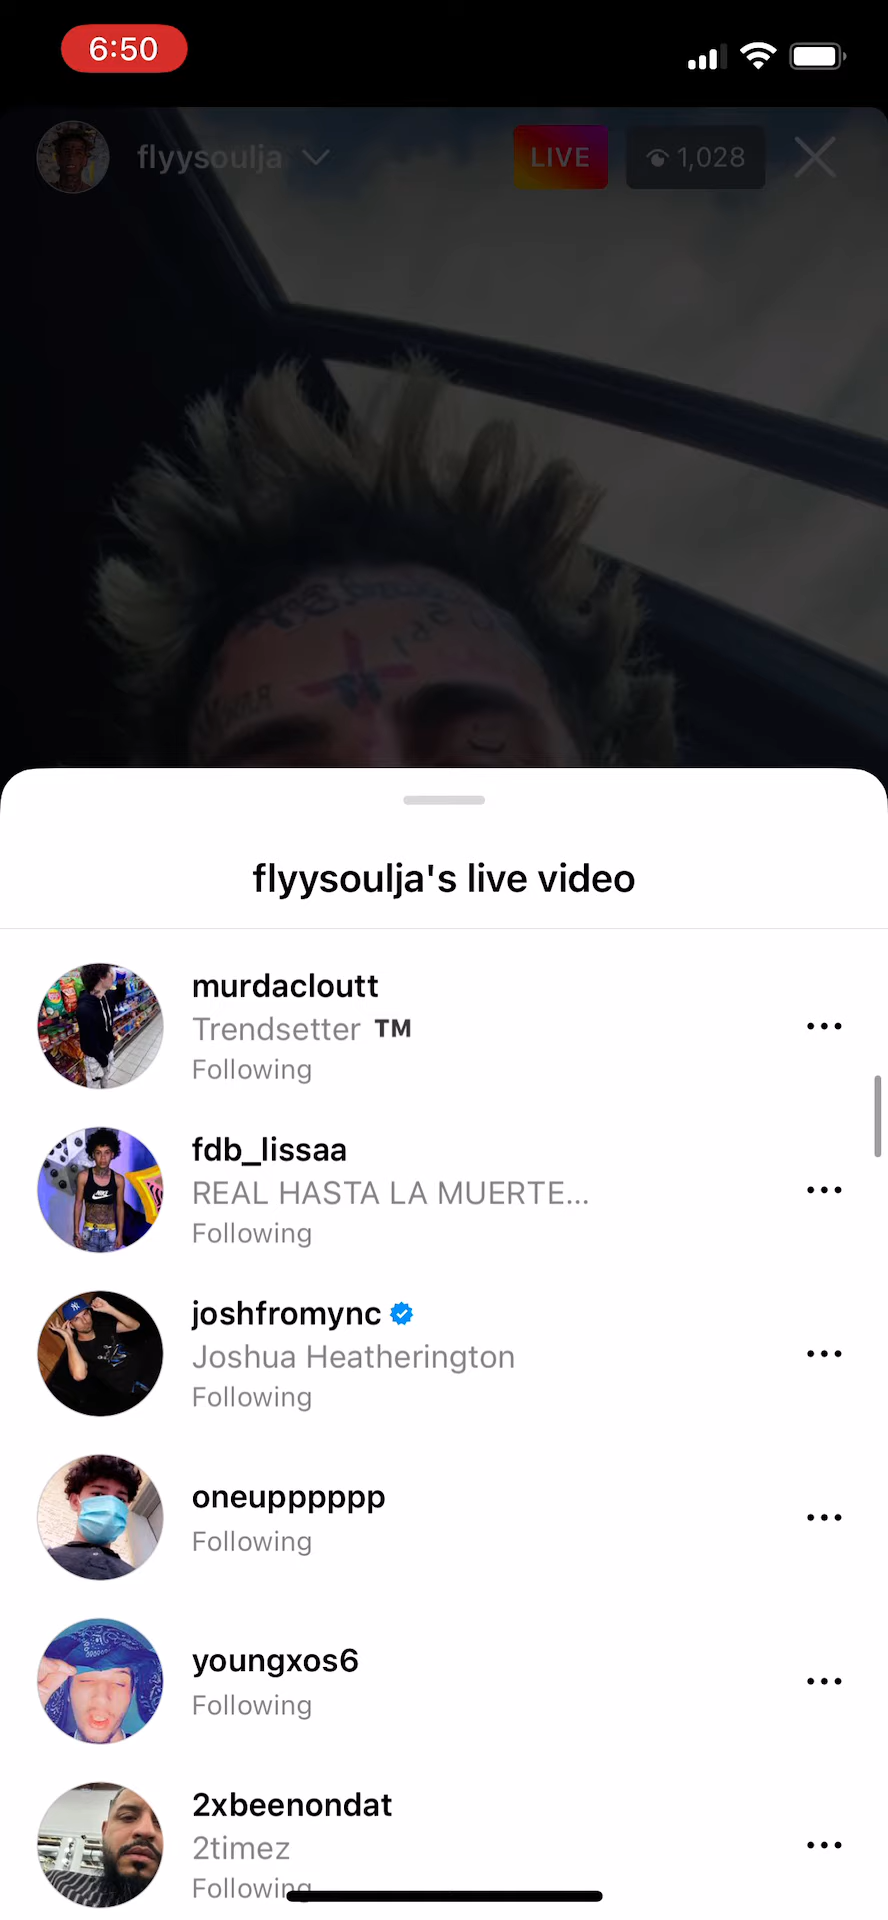 6:50
flyysoulja
LIVE
1,028
flyysoulja's live video
murdacloutt
Trendsetter ™
Following
fdb_lissaa
REAL HASTA LA MUERTE...
Following
joshfromync
Joshua Heatherington
Following
oneupppppp
Following
youngxos6
Following
2xbeenondat
2timez
Following